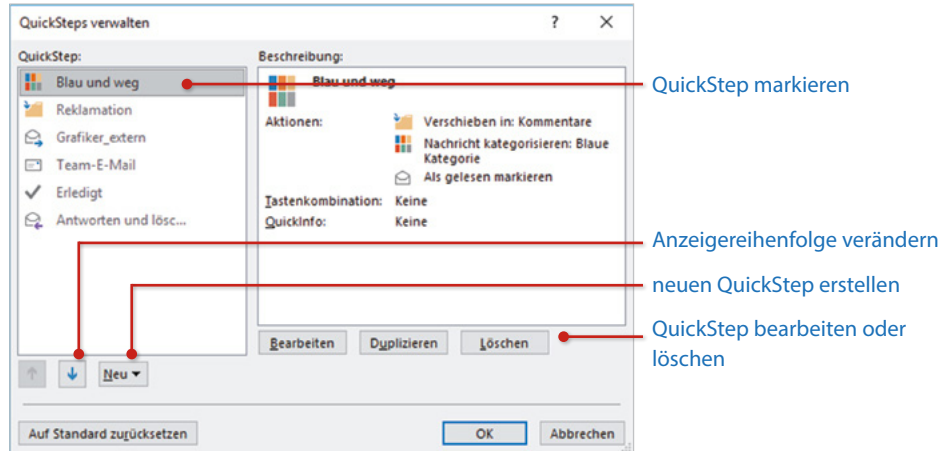 QuickSteps verwalten
QuickStep:
Blau und weg
Reklamation
Grafiker_extern
Team-E-Mail
Erledigt
Antworten und lösc...
Neu
Beschreibung:
Blau und weg
Aktionen:
Verschieben in: Kommentare
Nachricht kategorisieren: Blaue
Kategorie
Als gelesen markieren
Tastenkombination: Keine
QuickInfo: Keine
Bearbeiten Duplizieren Löschen
Auf Standard zurücksetzen OK Abbrechen
QuickStep markieren
Anzeigereihenfolge verändern
neuen QuickStep erstellen
QuickStep bearbeiten oder
löschen